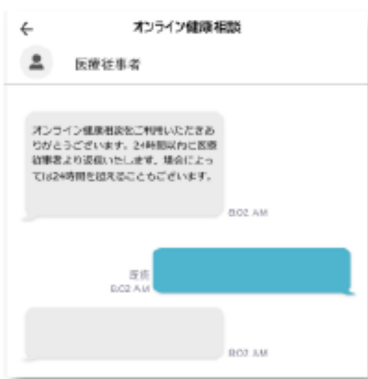 オンライン健康相談
医療従事者
オンライン健康相談をご利用いただきあ
りがとうございます。24時間以内に医療
従事者より返信いたします。場合によっ
ては24時間を超えることもございます。
8:02 AM
既読
8:02 AM
8:02 AM